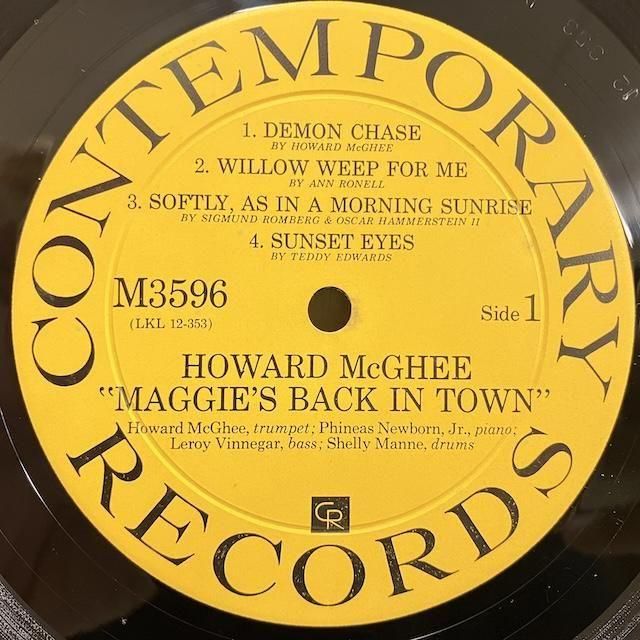 CONTEMPORARY
1. DEMON CHASE
BY HOWARD McGHEE
2. WILLOW WEEP FOR ME
BY ANN RONELL
3. SOFTLY, AS IN A MORNING SUNRISE
BY SIGMUND ROMBERG & OSCAR HAMMERSTEIN II
4. SUNSET EYES
BY TEDDY EDWARDS
M3596
(LKL 12-353)
Side 1
HOWARD McGHEE
"MAGGIE'S BACK IN TOWN"
Howard McGhee, trumpet; Phineas Newborn, Jr., piano;
Leroy Vinnegar, bass; Shelly Manne, drums
CR
RECORDS